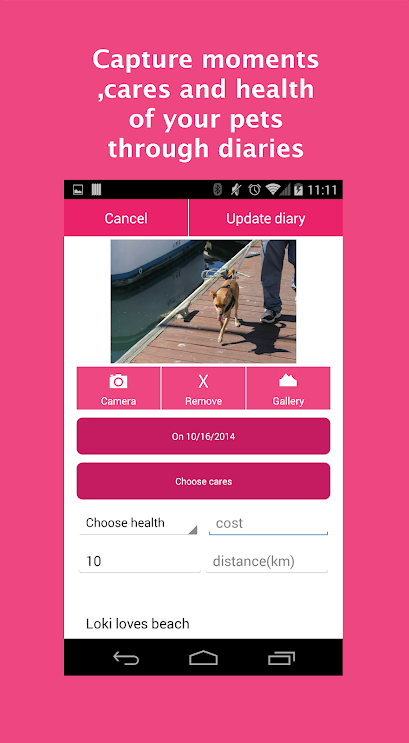 Capture moments
,cares and health
of your pets
through diaries
11:11
Cancel Update diary
Camera Remove Gallery
On 10/16/2014
Choose cares
Choose health cost
10 distance(km)
Loki loves beach